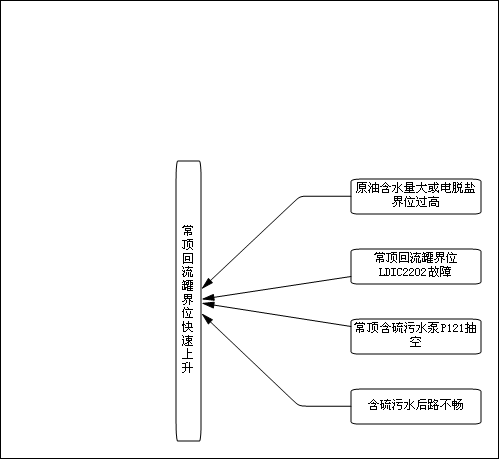 常顶回流罐界位快速上升
原油含水量大或电脱盐
界位过高
常顶回流罐界位
LDIC2202故障
常顶含硫污水泵P121抽
空
含硫污水后路不畅